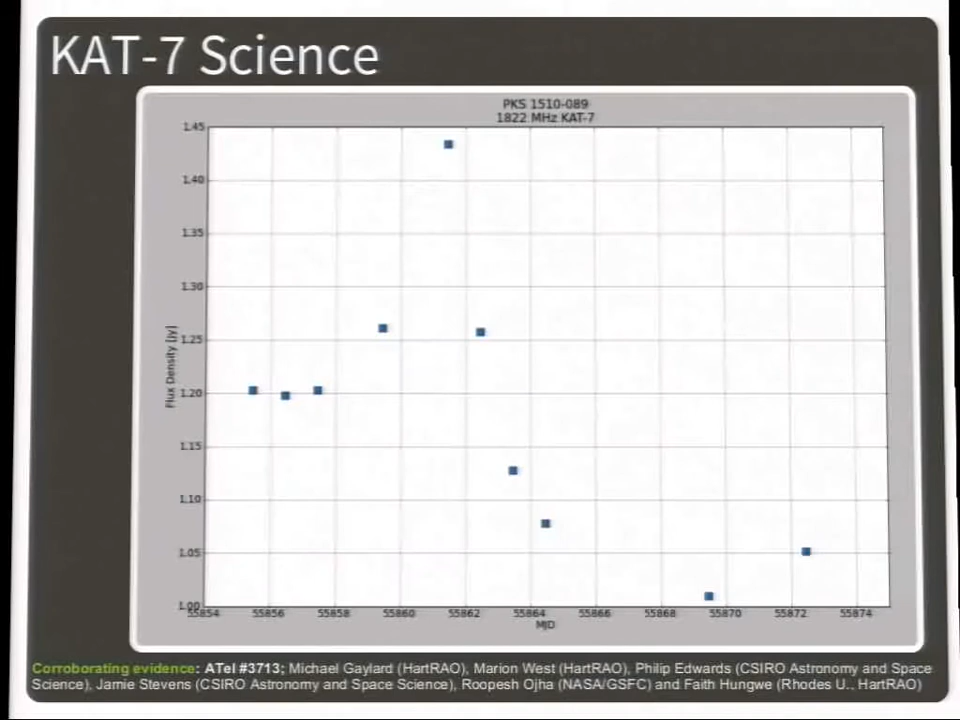 KAT-7 Science
PKS 1510-089
1822 MHz KAT-7
1.45
1.40
1.35
1.30
1.25
1.20
1.15
1.10
1.05
1.00
Flux Density [Jy]
55854 55856 55858 55860 55862 55864 55866 55868 55870 55872 55874
MJD
Corroborating evidence: ATel #3713; Michael Gaylard (HartRAO), Marion West (HartRAO), Philip Edwards (CSIRO Astronomy and Space
Science), Jamie Stevens (CSIRO Astronomy and Space Science), Roopesh Ojha (NASA/GSFC) and Faith Hungwe (Rhodes U., HartRAO)